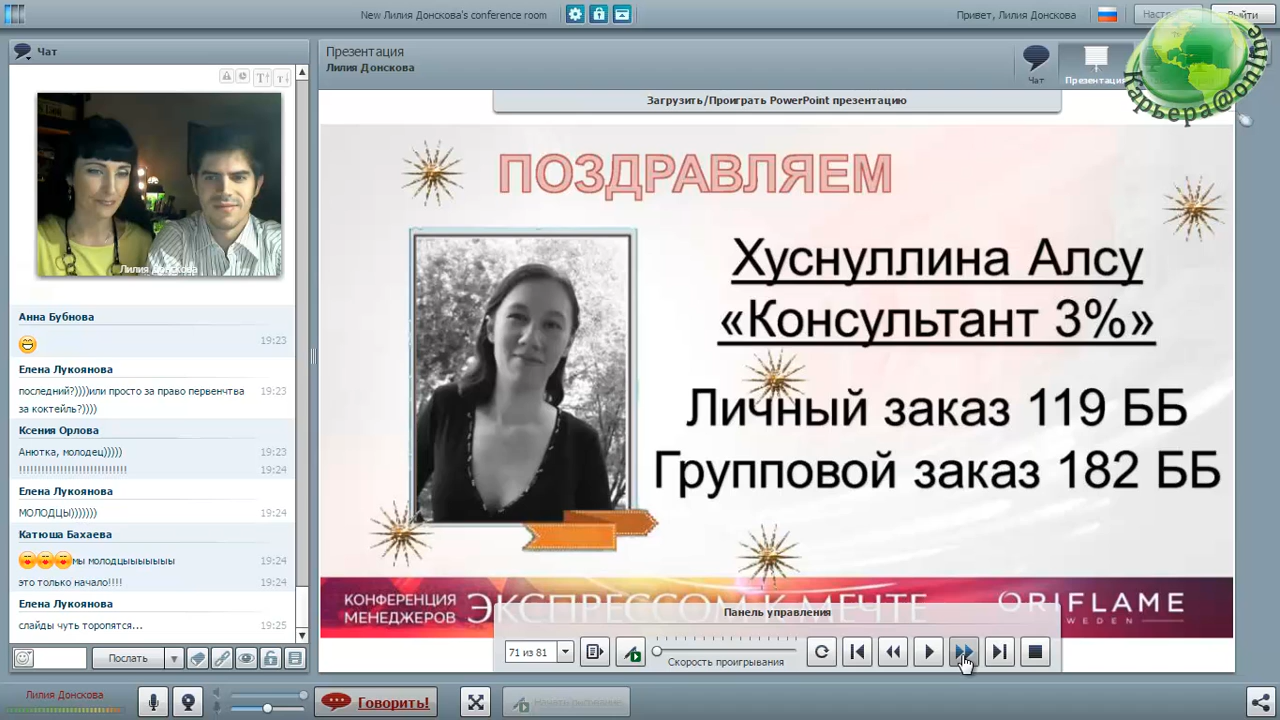 New Лилия Донскова's conference room
Привет, Лилия Донскова
Выйти
Чат
Презентация
Лилия Донскова
Чат
Презентация
карьера@online
Загрузить/Проиграть PowerPoint презентацию
Лилия Донскова
ПОЗДРАВЛЯЕМ
Хуснуллина Алсу
«Консультант 3%»
Личный заказ 119 ББ
Групповой заказ 182 ББ
КОНФЕРЕНЦИЯ
МЕНЕДЖЕРОВ
ЭКСПРЕССОМ К МЕЧТЕ
ORIFLAME
SWEDEN
Анна Бубнова
19:23
Елена Лукоянова
последний?))))или просто за право первенчтва 19:23
за коктейль?))))
Ксения Орлова
Анютка, молодец))))) 19:23
!!!!!!!!!!!!!!!!!!!!!!!!!!!!!! 19:24
Елена Лукоянова
МОЛОДЦЫ))))))) 19:24
Катюша Бахаева
мы молодцыыыыыыы 19:24
это только начало!!!! 19:24
Елена Лукоянова
слайды чуть торопятся... 19:25
Послать
Панель управления
71 из 81
Скорость проигрывания
Лилия Донскова
Говорить!